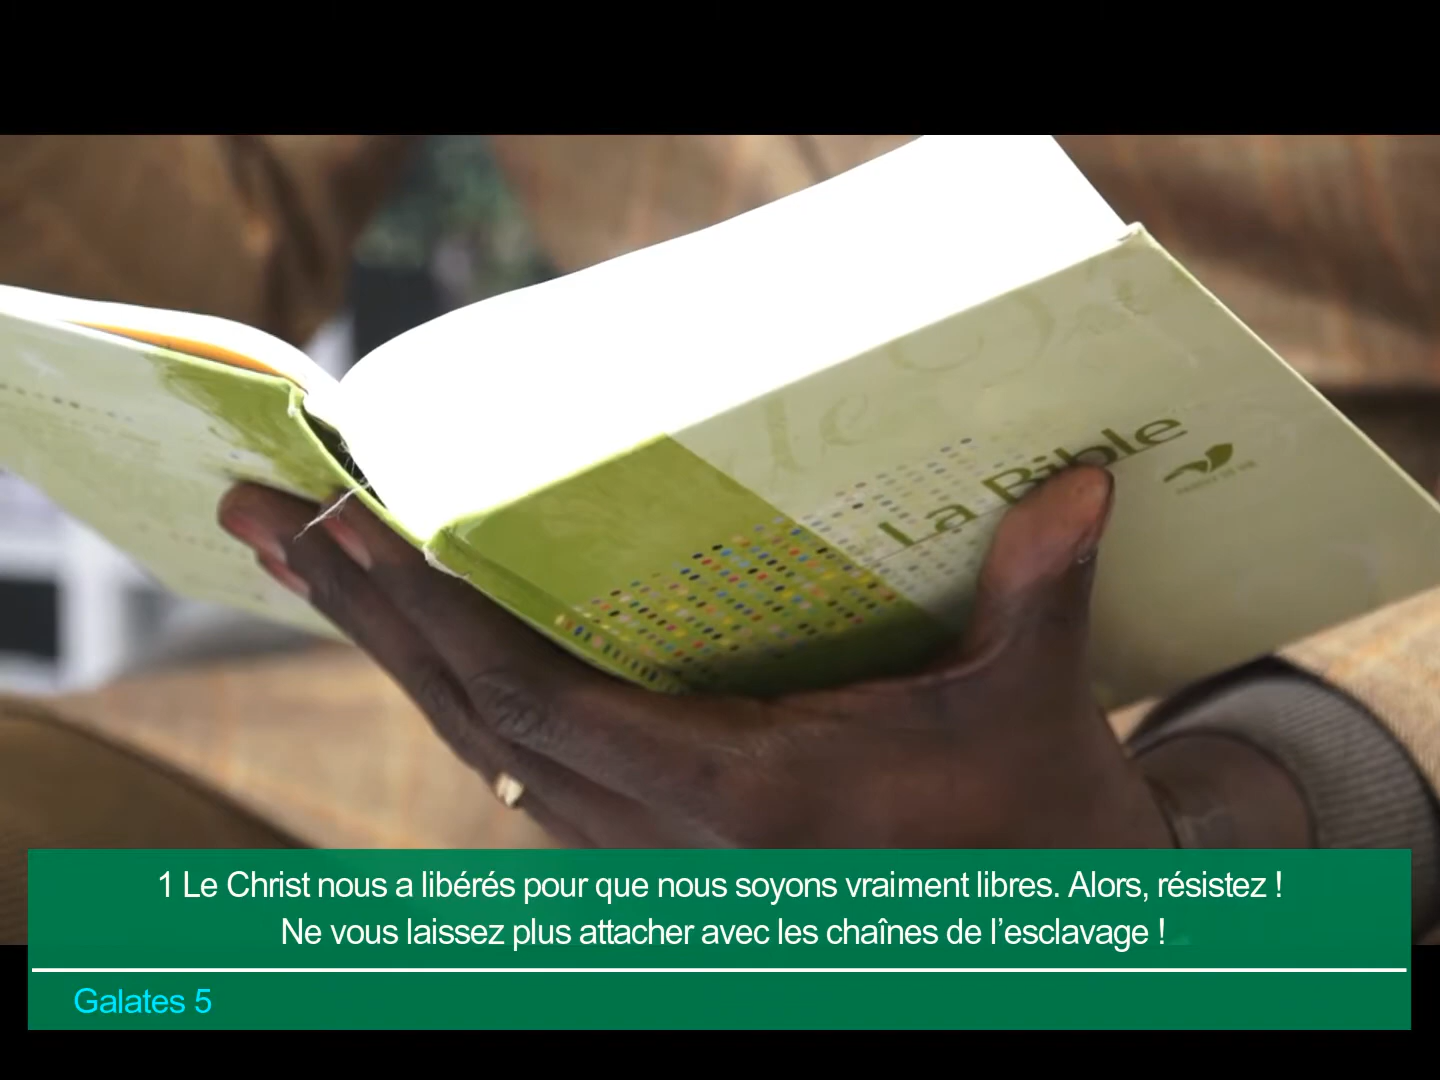 La Bible
1 Le Christ nous a libérés pour que nous soyons vraiment libres. Alors, résistez !
Ne vous laissez plus attacher avec les chaînes de l’esclavage !
Galates 5